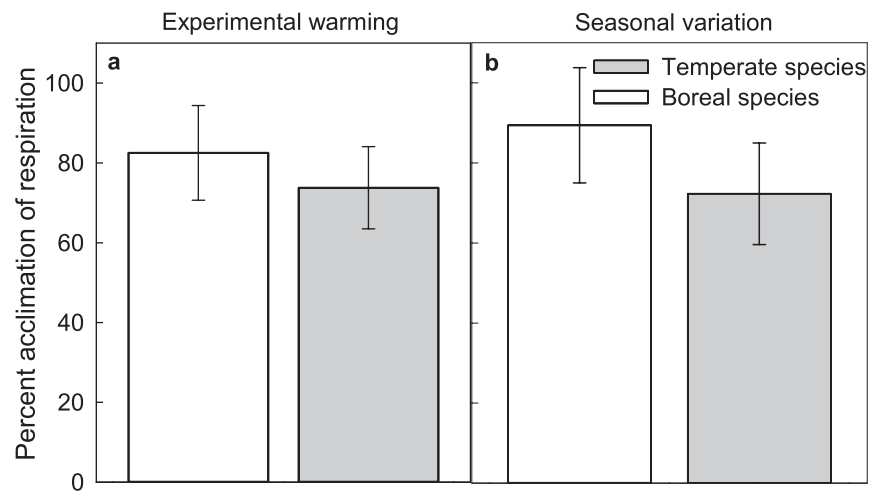 Experimental warming
Seasonal variation
a
b
Temperate species
Boreal species
Percent acclimation of respiration
100
80
60
40
20
0